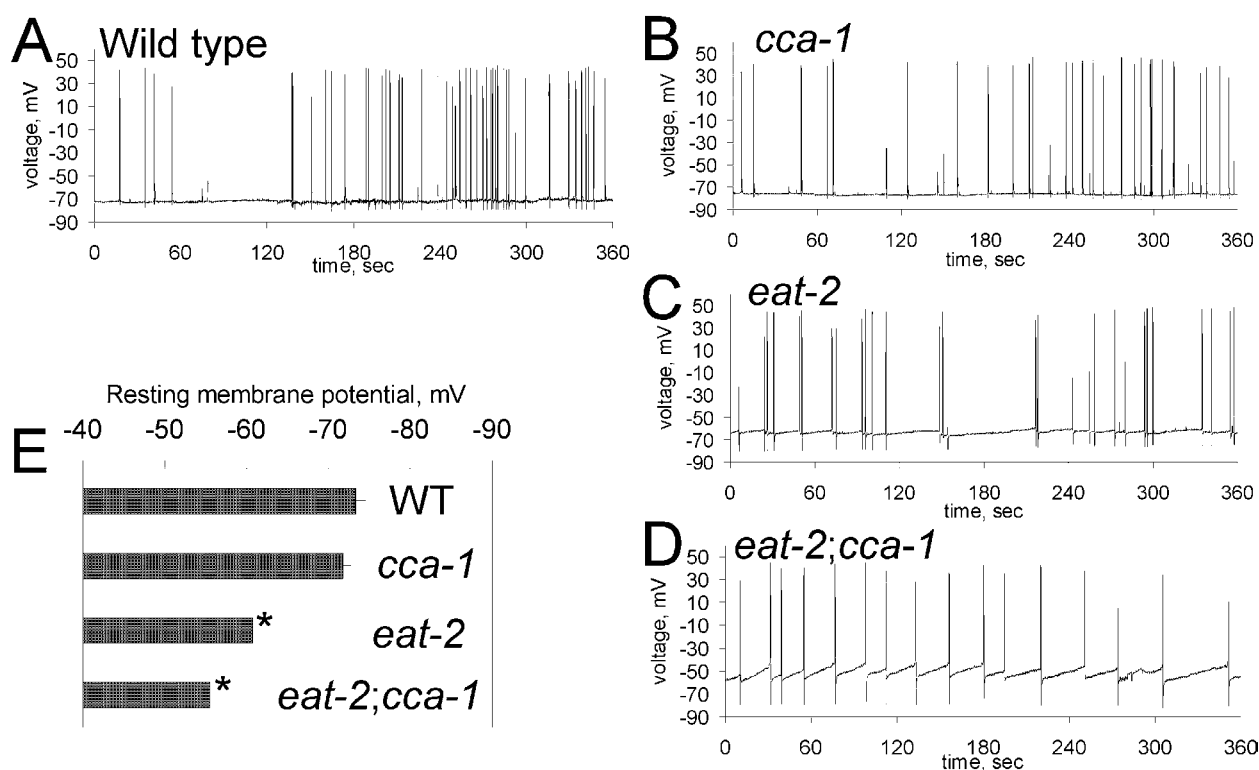 A Wild type
voltage, mV
50
30
10
-10
-30
-50
-70
-90
0 60 120 180 240 300 360
time, sec
B cca-1
voltage, mV
50
30
10
-10
-30
-50
-70
-90
0 60 120 180 240 300 360
time, sec
C eat-2
voltage, mV
50
30
10
-10
-30
-50
-70
-90
0 60 120 180 240 300 360
time, sec
D eat-2;cca-1
voltage, mV
50
30
10
-10
-30
-50
-70
-90
0 60 120 180 240 300 360
time, sec
E
Resting membrane potential, mV
-40 -50 -60 -70 -80 -90
WT
cca-1
* eat-2
* eat-2;cca-1